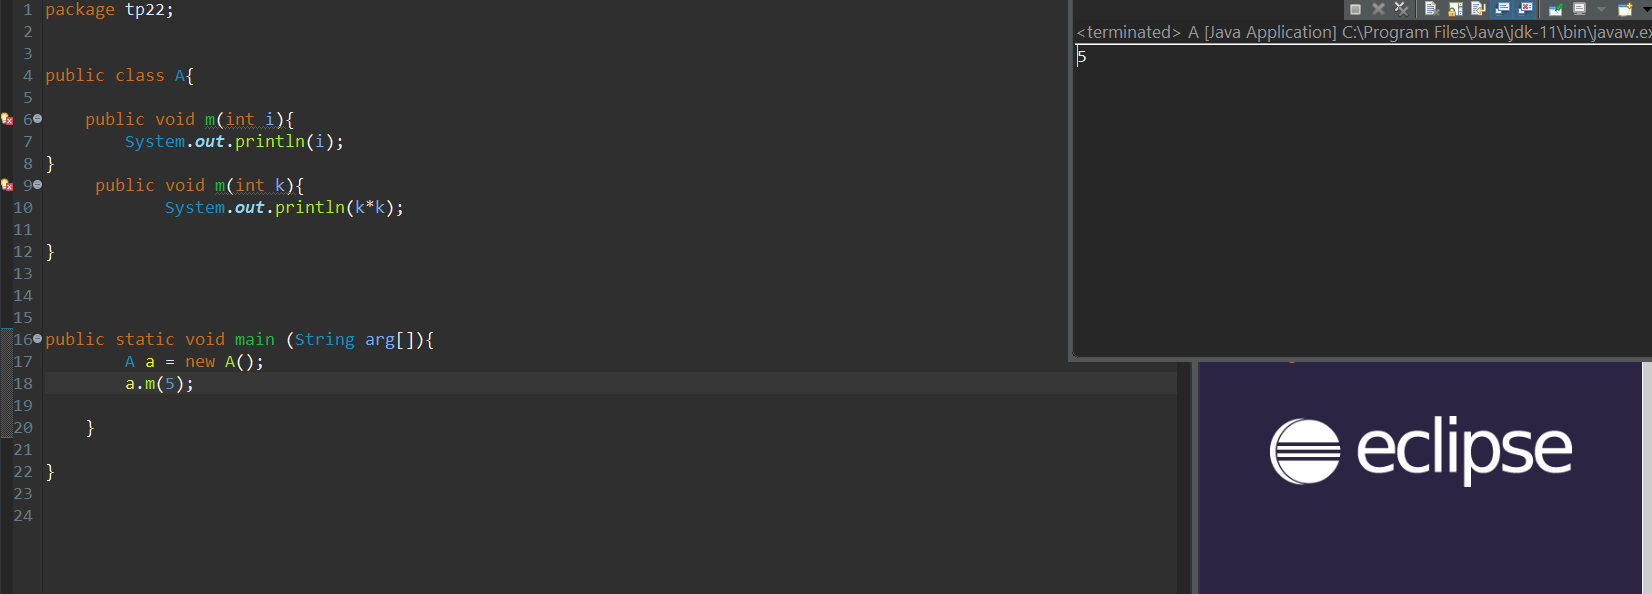 1 package tp22;
2
3
4 public class A{
5
6 public void m(int i){
7 System.out.println(i);
8 }
9 public void m(int k){
10 System.out.println(k*k);
11
12 }
13
14
15
16 public static void main (String arg[]){
17 A a = new A();
18 a.m(5);
19
20 }
21
22 }
23
24
<terminated> A [Java Application] C:\Program Files\Java\jdk-11\bin\javaw.ex
5
eclipse